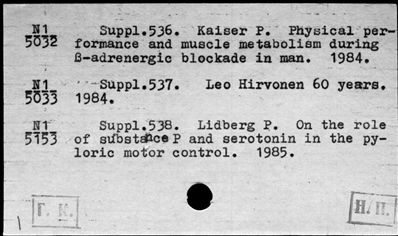 N1 Suppl.536. Kaiser P. Physical per-
5032 formance and muscle metabolism during
ß-adrenergic blockade in man. 1984.
N1 Suppl.537. Leo Hirvonen 60 years.
5033 1984.
N1 Suppl.538. Lidberg P. On the role
5153 of substance P and serotonin in the py-
loric motor control. 1985.
Г. К. Н/П.